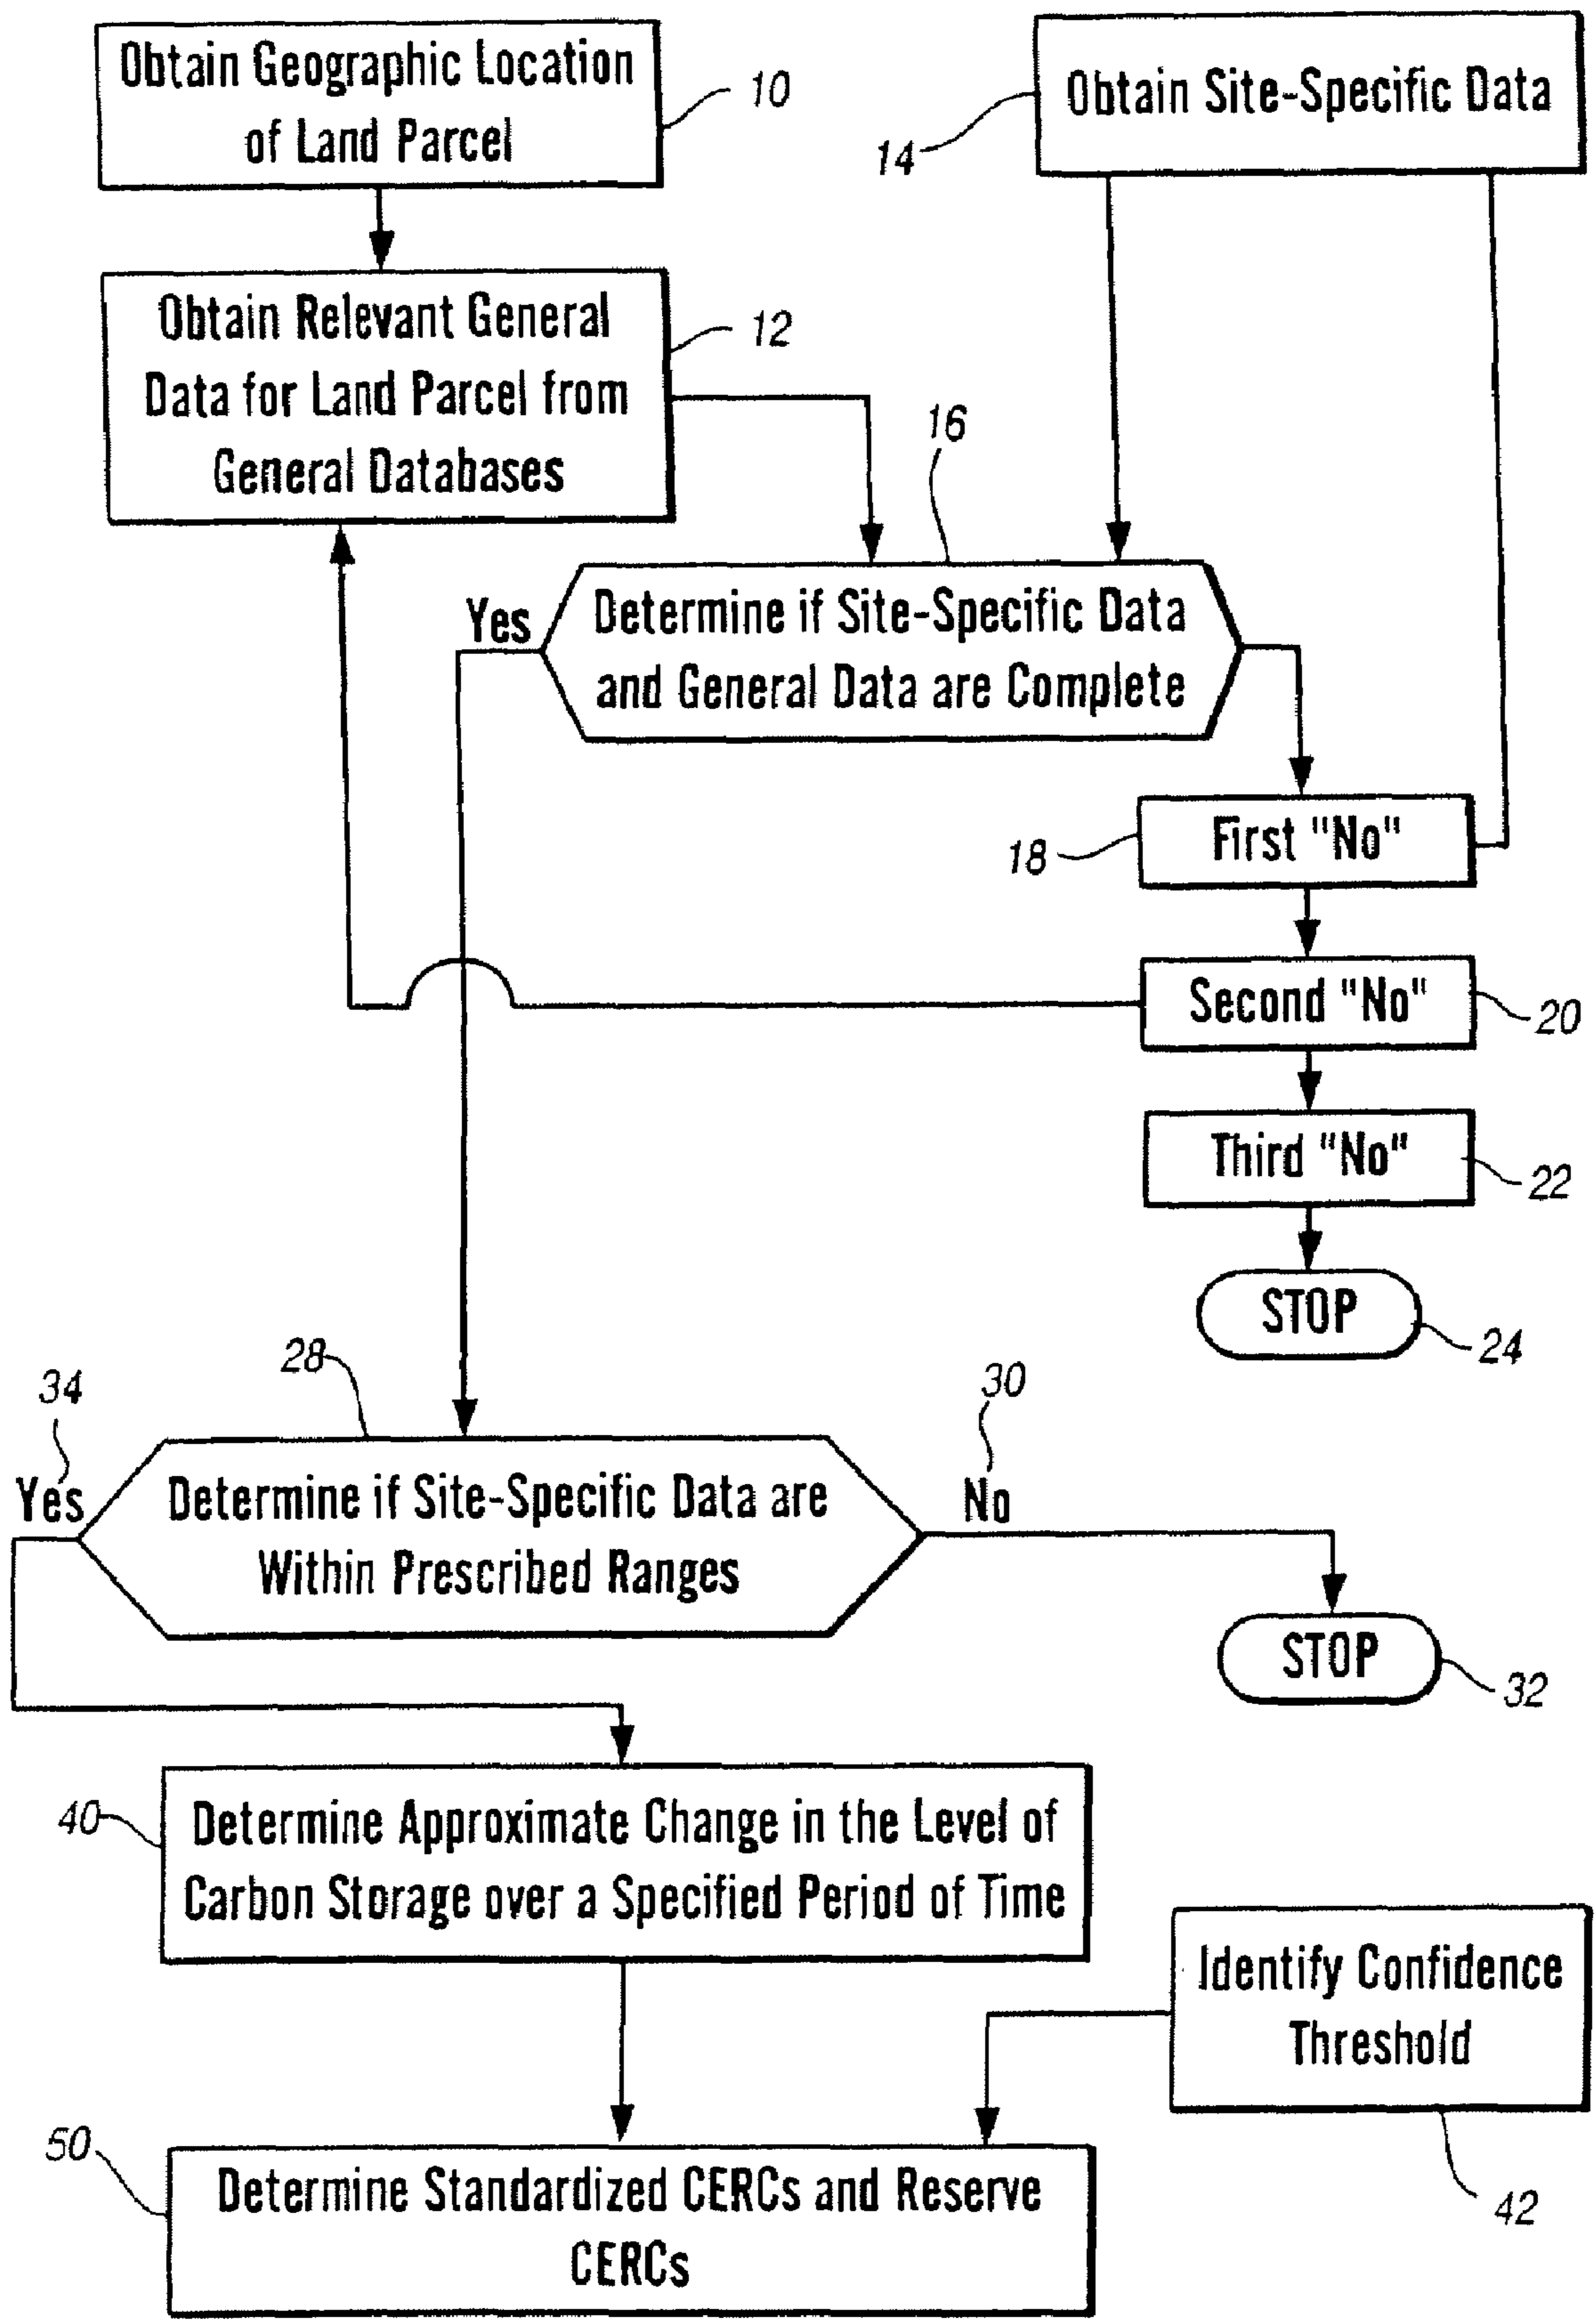 Obtain Geographic Location
of Land Parcel
10
Obtain Site-Specific Data
14
Obtain Relevant General
Data for Land Parcel from
General Databases
12
16
Yes
Determine if Site-Specific Data
and General Data are Complete
First "No"
18
Second "No"
20
Third "No"
22
STOP
24
28
34
30
Yes
Determine if Site-Specific Data are
Within Prescribed Ranges
No
STOP
32
40
Determine Approximate Change in the Level of
Carbon Storage over a Specified Period of Time
Identify Confidence
Threshold
42
50
Determine Standardized CERCs and Reserve
CERCs